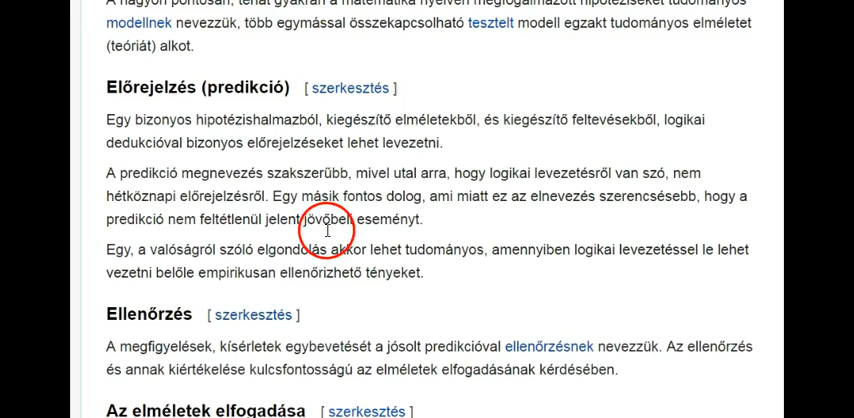 A nagyon pontosan, tehát gyakran a matematika nyelvén megfogalmazott hipotéziseket tudományos
modellnek nevezzük, több egymással összekapcsolható tesztelt modell egzakt tudományos elméletet
(teóriát) alkot.
Előrejelzés (predikció) [ szerkesztés ]
Egy bizonyos hipotézishalmazból, kiegészítő elméletekből, és kiegészítő feltevésekből, logikai
dedukcióval bizonyos előrejelzéseket lehet levezetni.
A predikció megnevezés szakszerűbb, mivel utal arra, hogy logikai levezetésről van szó, nem
hétköznapi előrejelzésről. Egy másik fontos dolog, ami miatt ez az elnevezés szerencsésebb, hogy a
predikció nem feltétlenül jelent jövőbeli eseményt.
Egy, a valóságról szóló elgondolás akkor lehet tudományos, amennyiben logikai levezetéssel le lehet
vezetni belőle empirikusan ellenőrizhető tényeket.
Ellenőrzés [ szerkesztés ]
A megfigyelések, kísérletek egybevetését a jósolt predikcióval ellenőrzésnek nevezzük. Az ellenőrzés
és annak kiértékelése kulcsfontosságú az elméletek elfogadásának kérdésében.
Az elméletek elfogadása [ szerkesztés ]